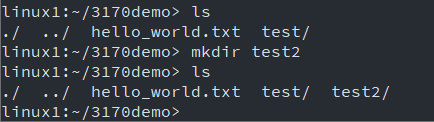 linux1:~/3170demo> ls
./  ../  hello_world.txt  test/
linux1:~/3170demo> mkdir test2
linux1:~/3170demo> ls
./  ../  hello_world.txt  test/  test2/
linux1:~/3170demo>